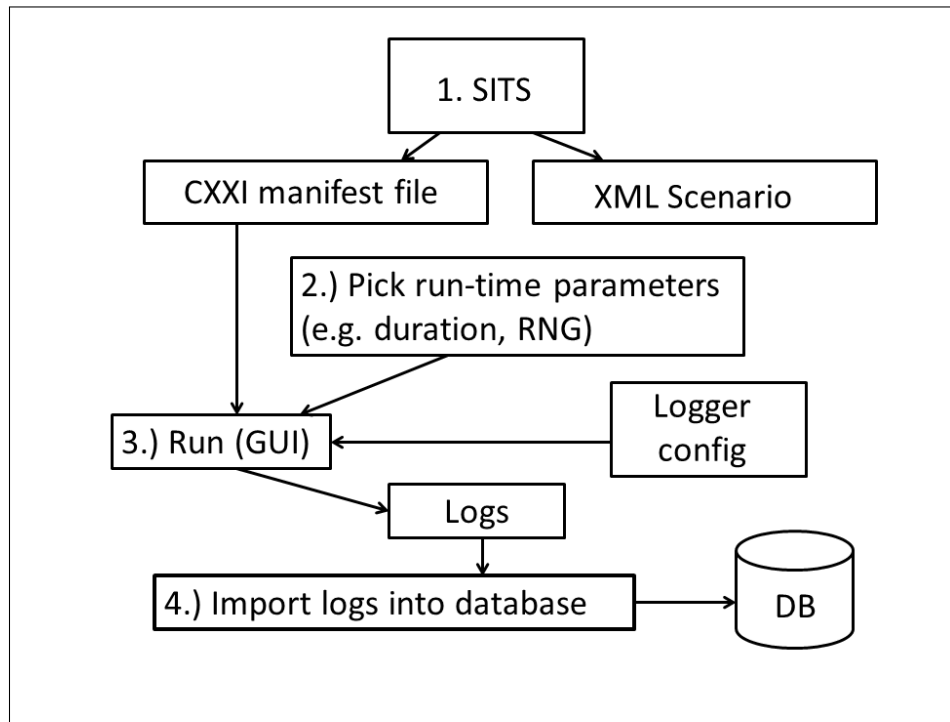 1. SITS
CXXI manifest file
XML Scenario
2.) Pick run-time parameters
(e.g. duration, RNG)
Logger
config
3.) Run (GUI)
Logs
4.) Import logs into database
DB